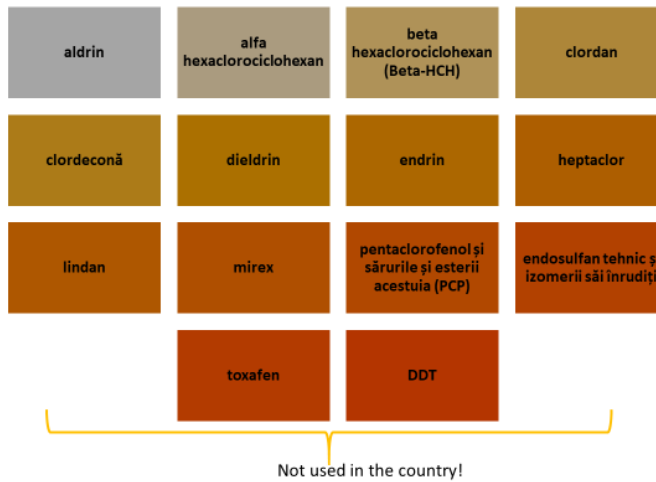 aldrin
alfa
hexaclorociclohexan
beta
hexaclorociclohexan
(Beta-HCH)
clordan
clordeconă
dieldrin
endrin
heptaclor
lindan
mirex
pentaclorofenol și
sărurile și esterii
acestuia (PCP)
endosulfan tehnic ș
izomerii săi înrudiți
toxafen
DDT
Not used in the country!